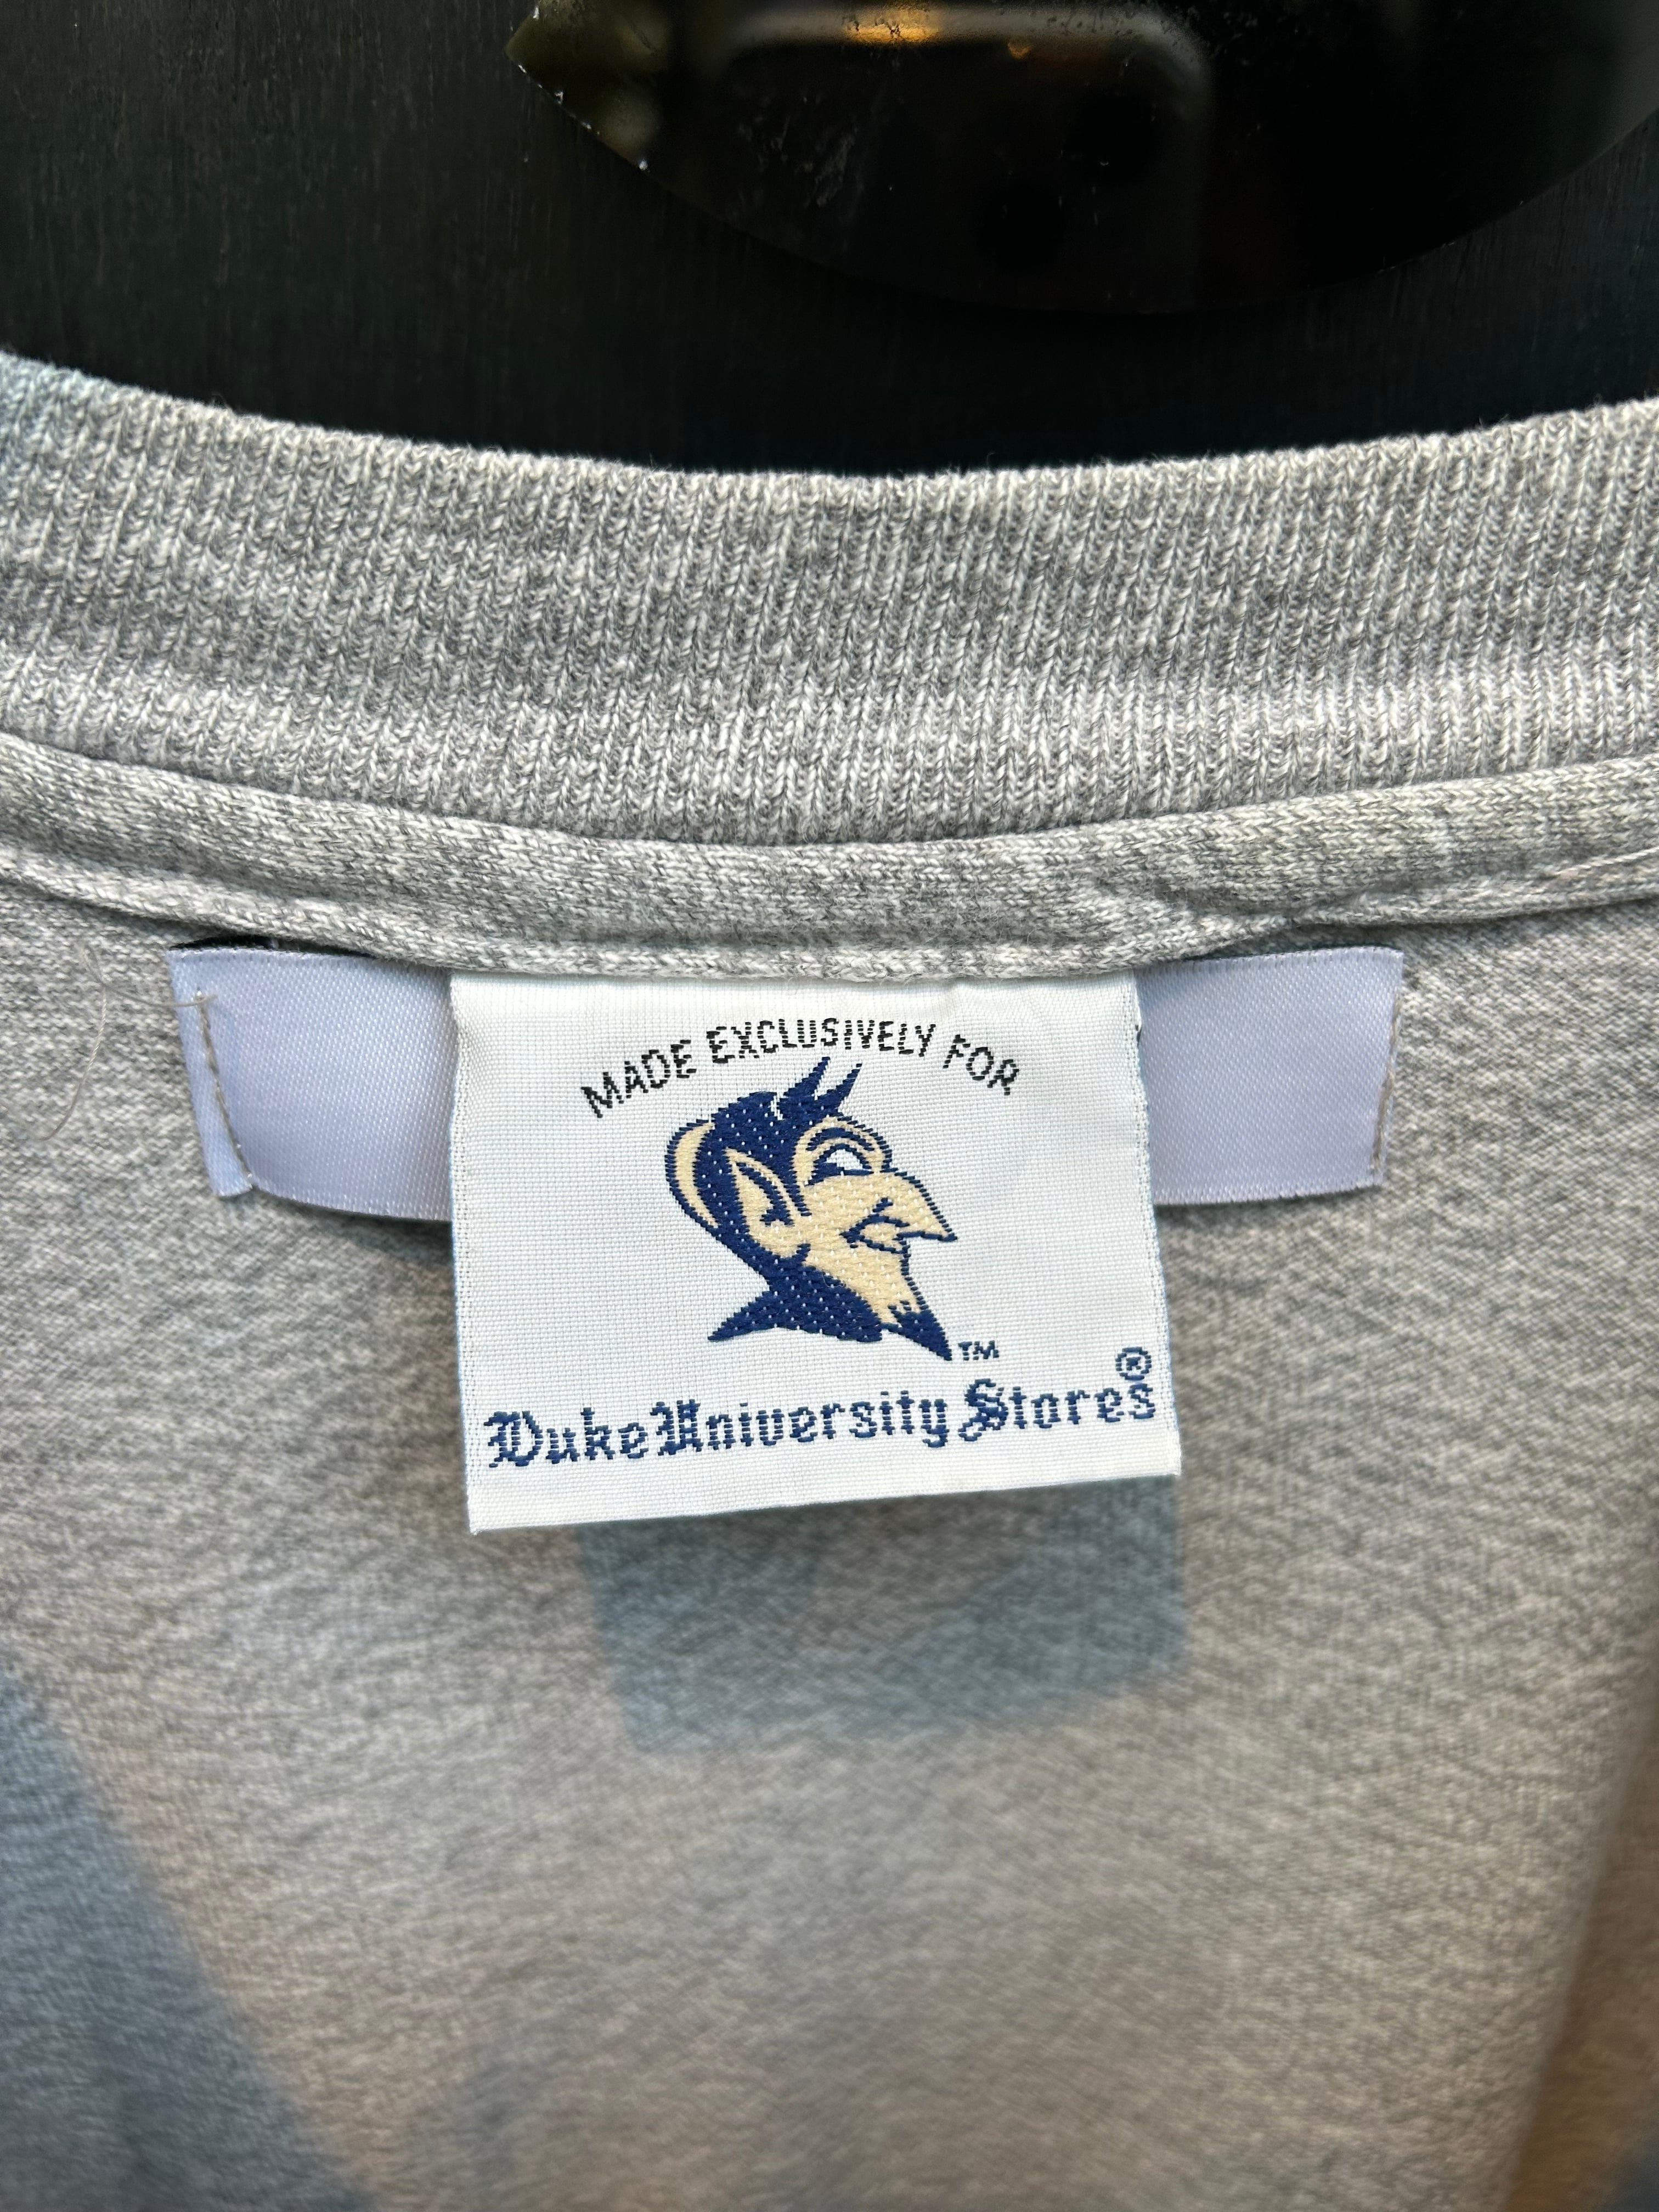 MADE EXCLUSIVELY FOR
TM
®
Duke University Stores